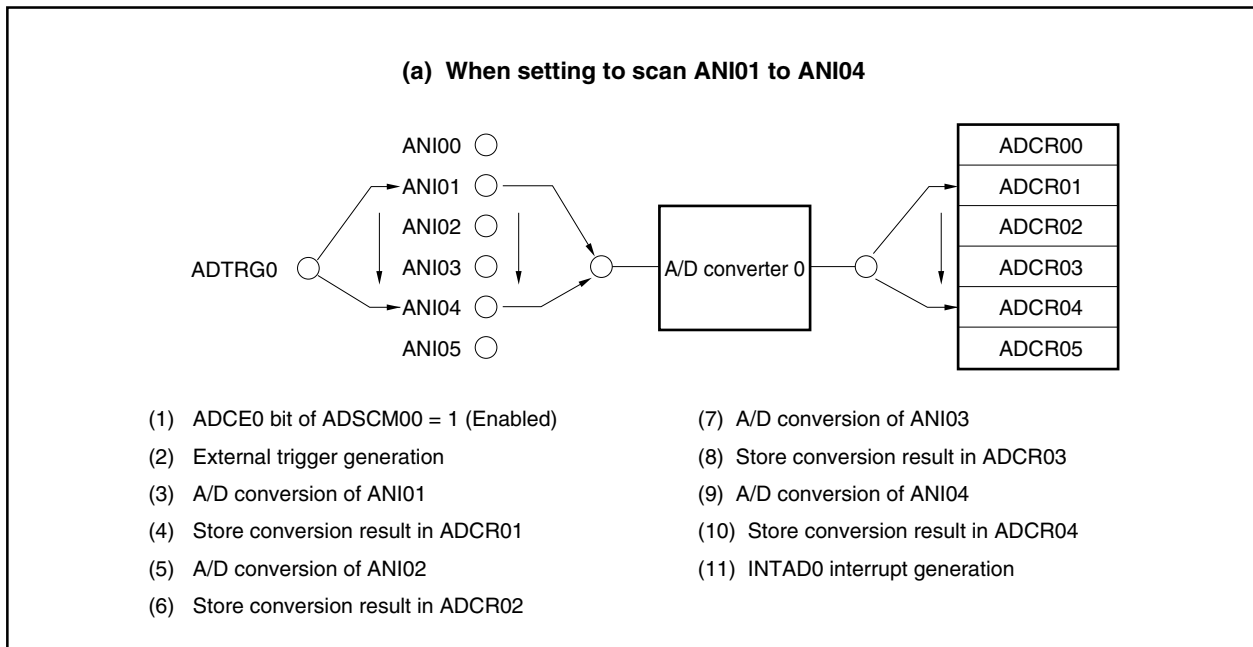 (a) When setting to scan ANI01 to ANI04
ANI00
ANI01
ANI02
ADTRG0
ANI03
ANI04
ANI05
A/D converter 0
ADCR00
ADCR01
ADCR02
ADCR03
ADCR04
ADCR05
(1) ADCE0 bit of ADSCM00 = 1 (Enabled)
(2) External trigger generation
(3) A/D conversion of ANI01
(4) Store conversion result in ADCR01
(5) A/D conversion of ANI02
(6) Store conversion result in ADCR02
(7) A/D conversion of ANI03
(8) Store conversion result in ADCR03
(9) A/D conversion of ANI04
(10) Store conversion result in ADCR04
(11) INTAD0 interrupt generation